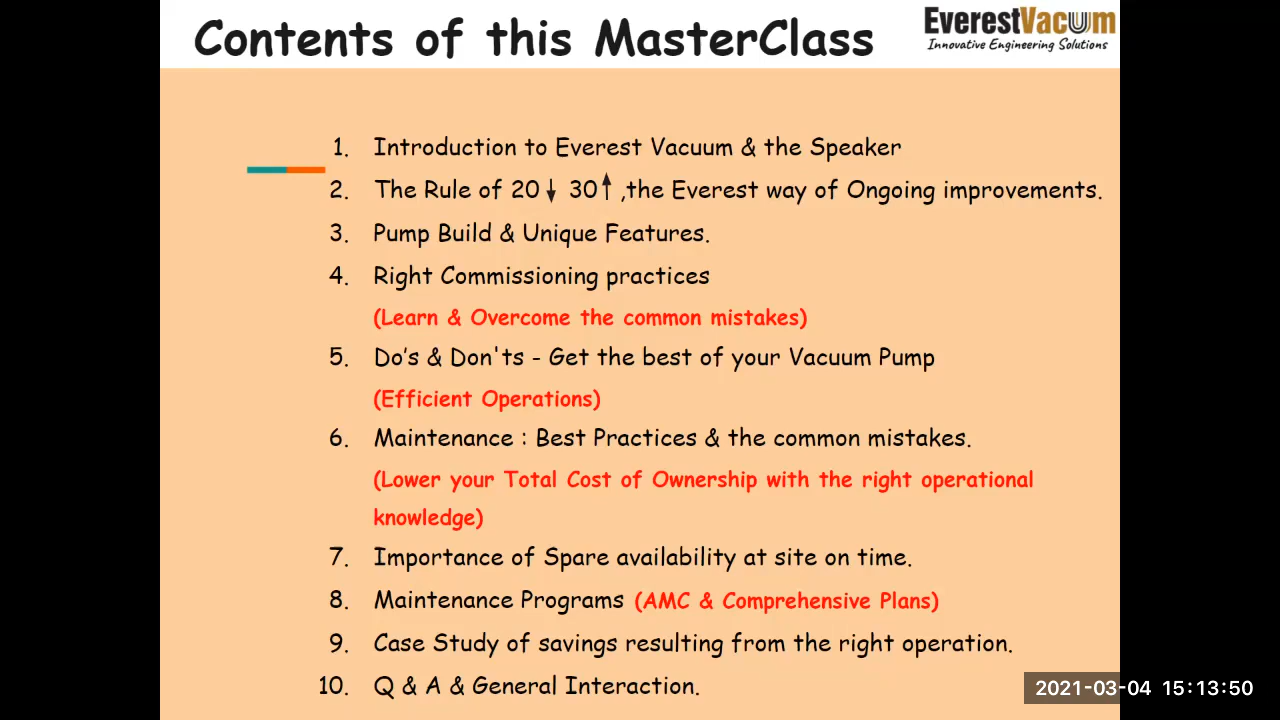 Contents of this MasterClass
EverestVacuum
Innovative Engineering Solutions
1. Introduction to Everest Vacuum & the Speaker
2. The Rule of 20↓ 30↑ ,the Everest way of Ongoing improvements.
3. Pump Build & Unique Features.
4. Right Commissioning practices
(Learn & Overcome the common mistakes)
5. Do’s & Don'ts - Get the best of your Vacuum Pump
(Efficient Operations)
6. Maintenance : Best Practices & the common mistakes.
(Lower your Total Cost of Ownership with the right operational
knowledge)
7. Importance of Spare availability at site on time.
8. Maintenance Programs (AMC & Comprehensive Plans)
9. Case Study of savings resulting from the right operation.
10. Q & A & General Interaction.
2021-03-04 15:13:50